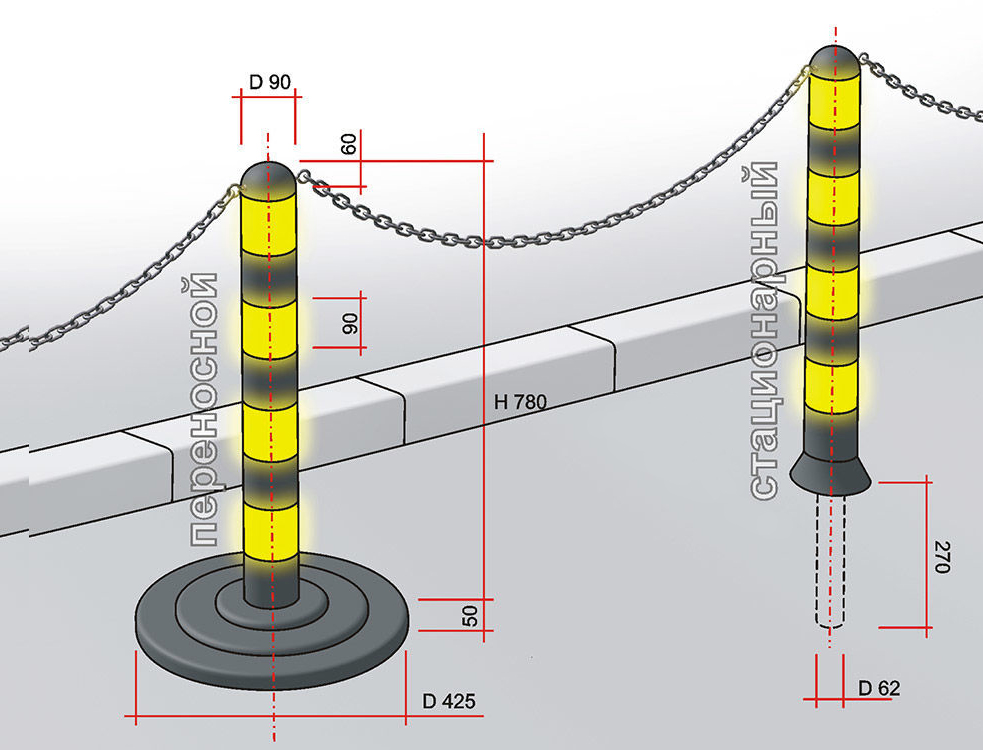 D 90
60
90
H 780
50
D 425
переносной
стационарный
270
D 62